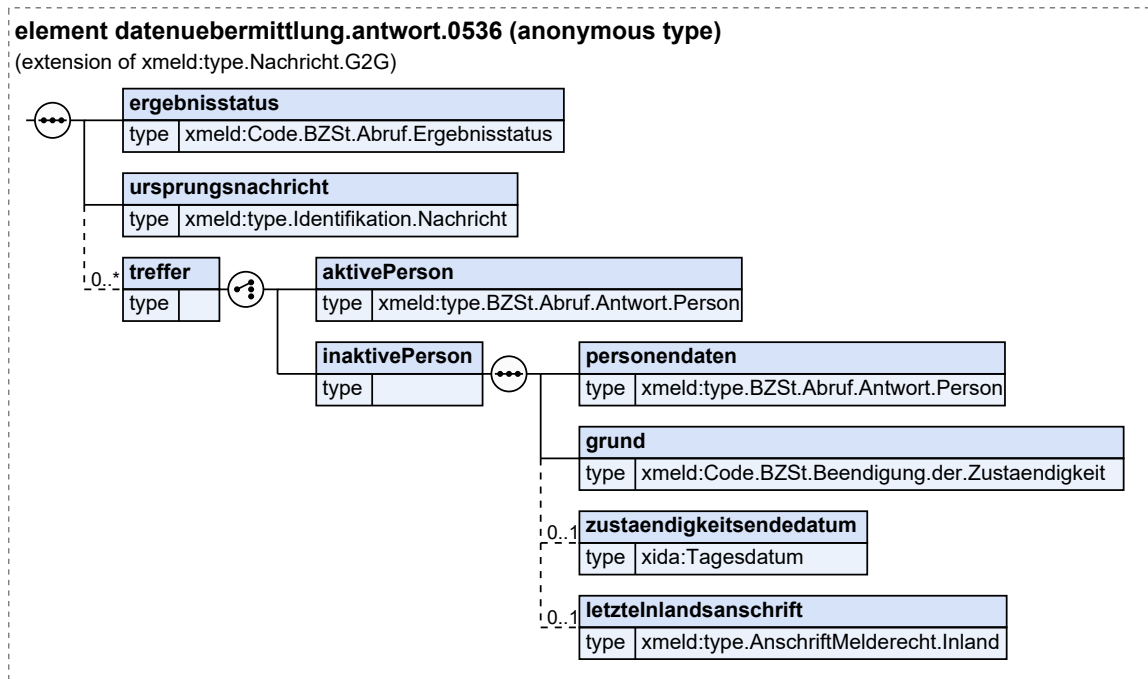 element datenuebermittlung.antwort.0536 (anonymous type)
(extension of xmeld:type.Nachricht.G2G)
ergebnisstatus
type xmeld:Code.BZSt.Abruf.Ergebnisstatus
ursprungsnachricht
type xmeld:type.Identifikation.Nachricht
0..*
treffer
type
aktivePerson
type xmeld:type.BZSt.Abruf.Antwort.Person
inaktivePerson
type
personendaten
type xmeld:type.BZSt.Abruf.Antwort.Person
grund
type xmeld:Code.BZSt.Beendigung.der.Zustaendigkeit
0..1
zustaendigkeitsendedatum
type xida:Tagesdatum
0..1
letzteInlandsanschrift
type xmeld:type.AnschriftMelderecht.Inland